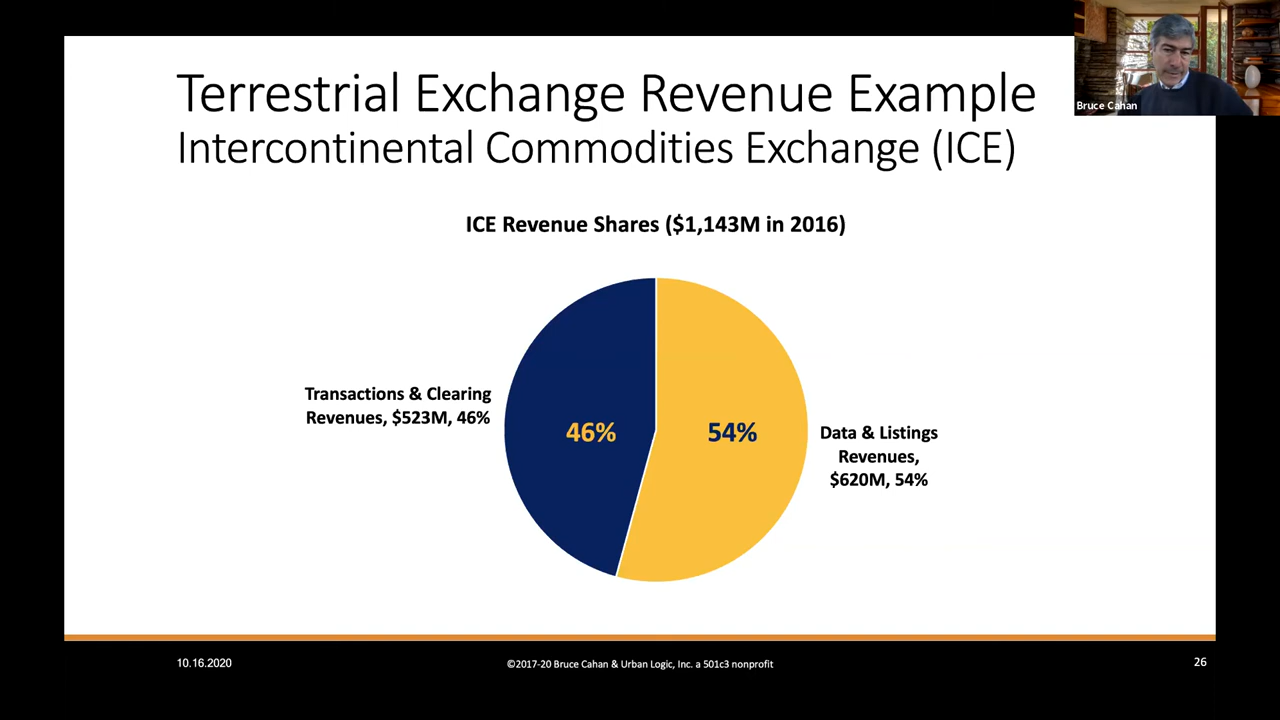 Terrestrial Exchange Revenue Example
Intercontinental Commodities Exchange (ICE)
Bruce Cahan
ICE Revenue Shares ($1,143M in 2016)
Transactions & Clearing
Revenues, $523M, 46%
46%
54%
Data & Listings
Revenues,
$620M, 54%
10.16.2020
©2017-20 Bruce Cahan & Urban Logic, Inc. a 501c3 nonprofit
26